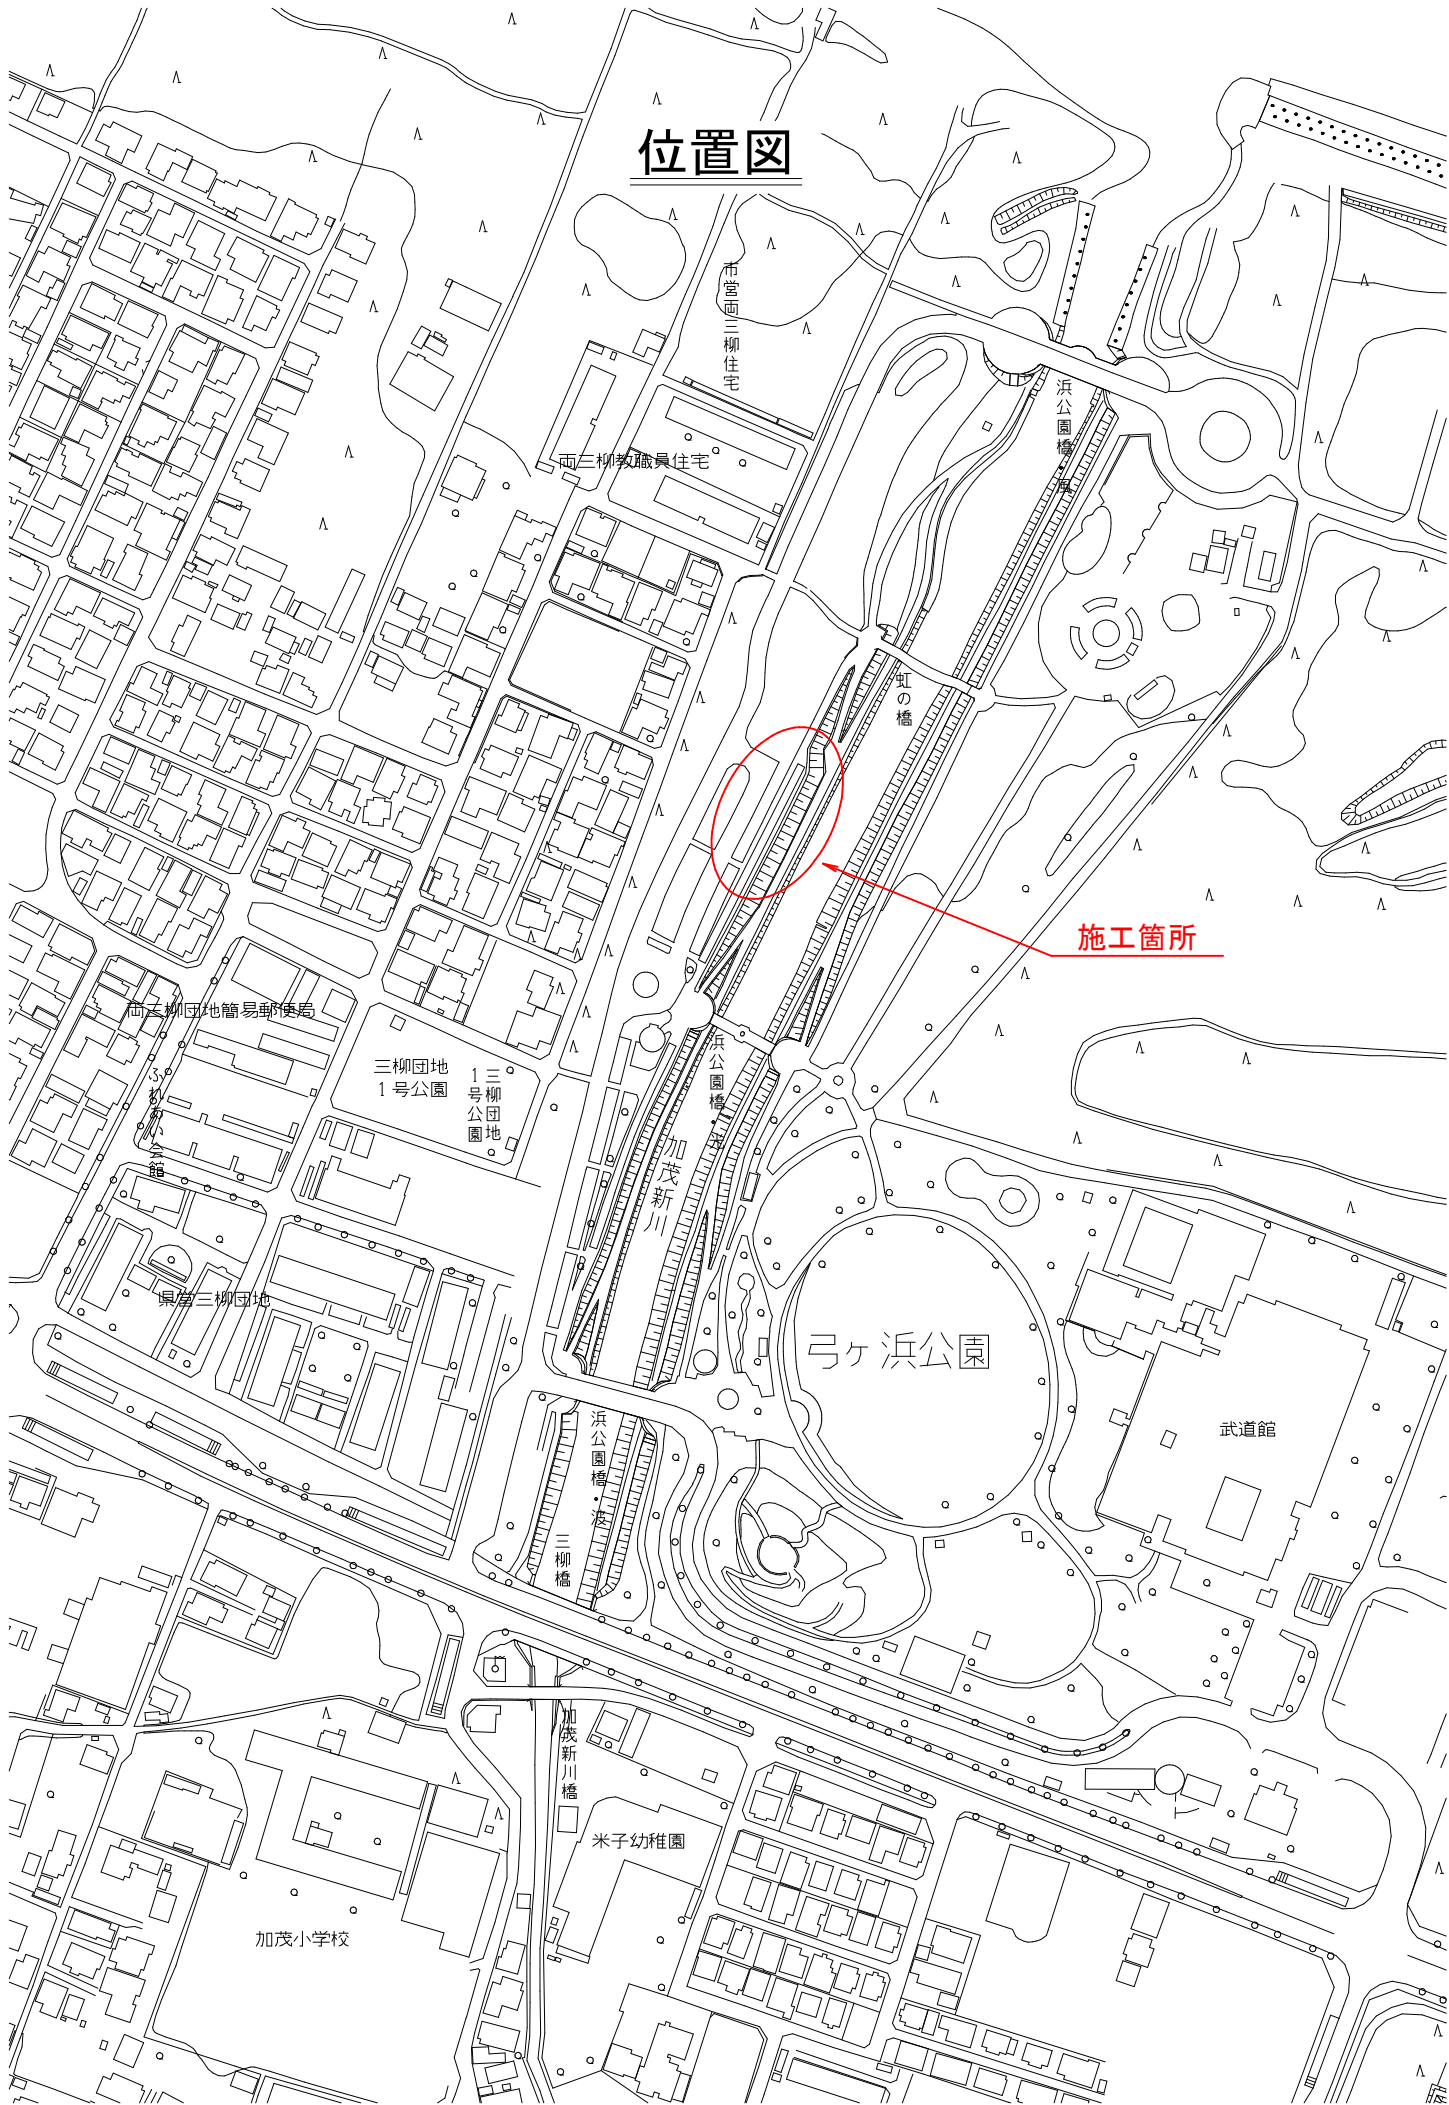 位置図
市営両三柳住宅
浜公園橋・風
両三柳教職員住宅
虹の橋
施工箇所
両三柳団地簡易郵便局
三柳団地
1号公園
三柳団地
1号公園
浜公園橋・光
ふれあい会館
加茂新川
県営三柳団地
弓ヶ浜公園
武道館
浜公園橋・波
三柳橋
加茂新川橋
米子幼稚園
加茂小学校